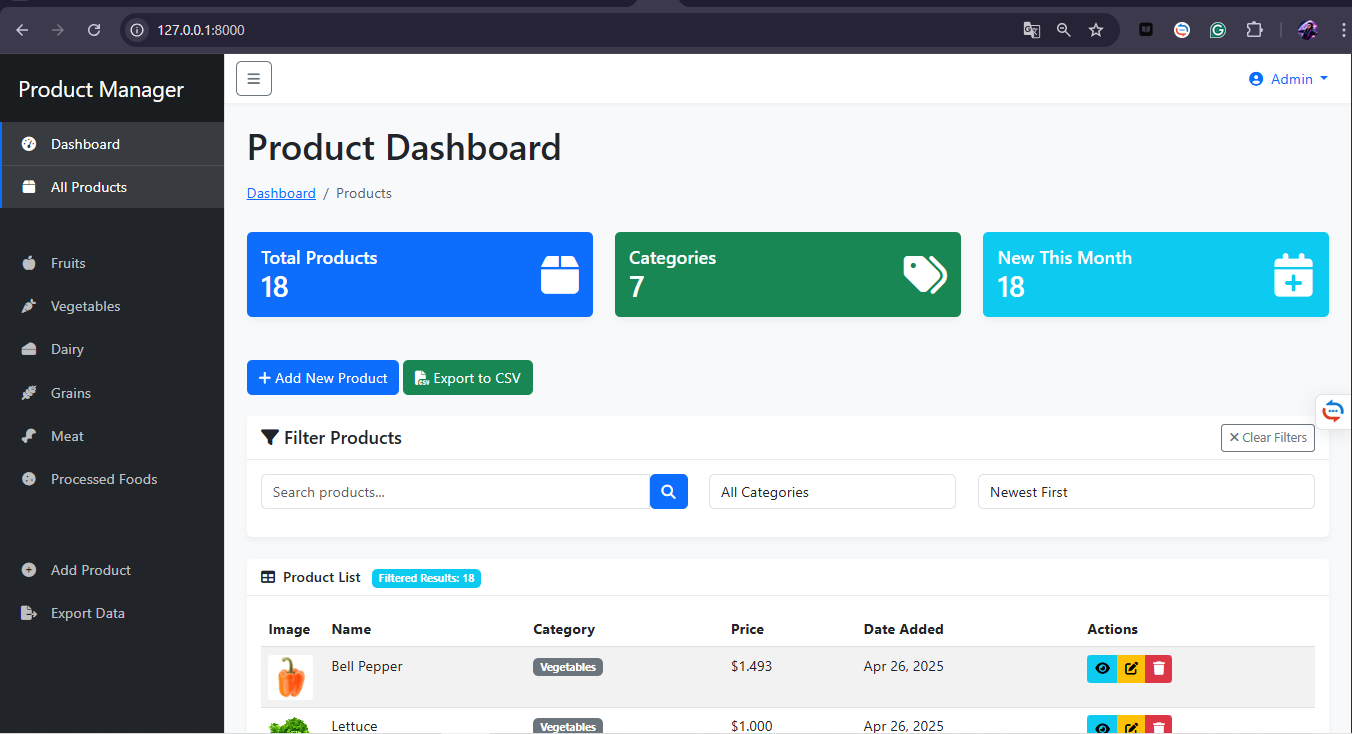 127.0.0.1:8000
Product Manager
Admin
Dashboard
All Products
Fruits
Vegetables
Dairy
Grains
Meat
Processed Foods
Add Product
Export Data
Product Dashboard
Dashboard / Products
Total Products
18
Categories
7
New This Month
18
Add New Product
Export to CSV
Filter Products
Clear Filters
Search products...
All Categories
Newest First
Product List Filtered Results: 18
Image Name Category Price Date Added Actions
Bell Pepper Vegetables $1.493 Apr 26, 2025
Lettuce Vegetables $1.000 Apr 26, 2025